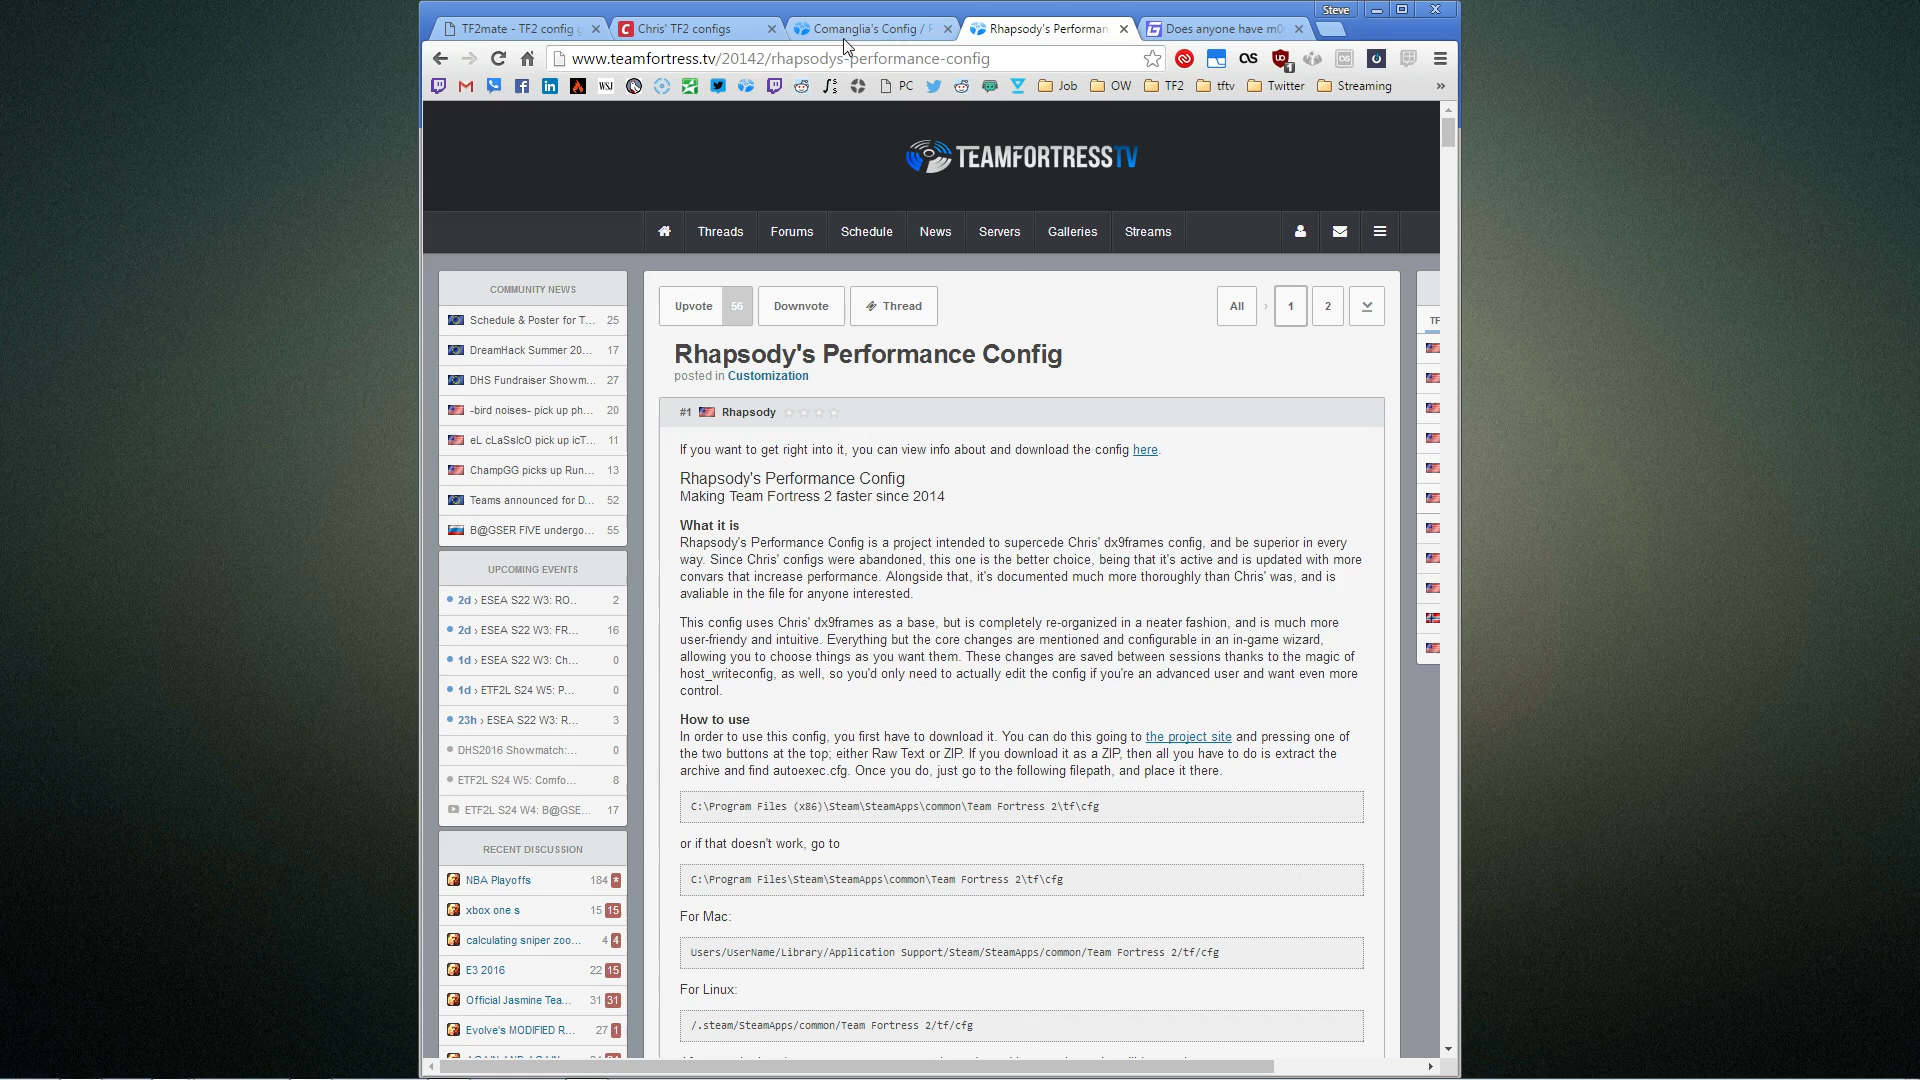 Steve
TF2mate - TF2 config g
Chris' TF2 configs
Comanglia's Config / F
Rhapsody's Performan
Does anyone have m0
www.teamfortress.tv/20142/rhapsodys-performance-config
WSJ
PC
Job
OW
TF2
tftv
Twitter
Streaming
TEAMFORTRESSTV
Threads
Forums
Schedule
News
Servers
Galleries
Streams
COMMUNITY NEWS
Schedule & Poster for T... 25
DreamHack Summer 20... 17
DHS Fundraiser Showm... 27
-bird noises- pick up ph... 20
eL cLaSsIcO pick up icT... 11
ChampGG picks up Run... 13
Teams announced for D... 52
B@GSER FIVE undergo... 55
UPCOMING EVENTS
2d › ESEA S22 W3: RO... 2
2d › ESEA S22 W3: FR... 16
1d › ESEA S22 W3: Ch... 0
1d › ETF2L S24 W5: P... 0
23h › ESEA S22 W3: R... 3
DHS2016 Showmatch:... 0
ETF2L S24 W5: Comfo... 8
ETF2L S24 W4: B@GSE... 17
RECENT DISCUSSION
NBA Playoffs 184 *
xbox one s 15 15
calculating sniper zoo... 4 4
E3 2016 22 15
Official Jasmine Tea... 31 31
Evolve's MODIFIED R... 27 1
Upvote 56
Downvote
Thread
All › 1 2
TF
Rhapsody's Performance Config
posted in Customization
#1 Rhapsody
If you want to get right into it, you can view info about and download the config here.
Rhapsody's Performance Config
Making Team Fortress 2 faster since 2014
What it is
Rhapsody's Performance Config is a project intended to supercede Chris' dx9frames config, and be superior in every
way. Since Chris' configs were abandoned, this one is the better choice, being that it's active and is updated with more
convars that increase performance. Alongside that, it's documented much more thoroughly than Chris' was, and is
avaliable in the file for anyone interested.
This config uses Chris' dx9frames as a base, but is completely re-organized in a neater fashion, and is much more
user-friendly and intuitive. Everything but the core changes are mentioned and configurable in an in-game wizard,
allowing you to choose things as you want them. These changes are saved between sessions thanks to the magic of
host_writeconfig, as well, so you'd only need to actually edit the config if you're an advanced user and want even more
control.
How to use
In order to use this config, you first have to download it. You can do this going to the project site and pressing one of
the two buttons at the top; either Raw Text or ZIP. If you download it as a ZIP, then all you have to do is extract the
archive and find autoexec.cfg. Once you do, just go to the following filepath, and place it there.
C:\Program Files (x86)\Steam\SteamApps\common\Team Fortress 2\tf\cfg
or if that doesn't work, go to
C:\Program Files\Steam\SteamApps\common\Team Fortress 2\tf\cfg
For Mac:
Users/UserName/Library/Application Support/Steam/SteamApps/common/Team Fortress 2/tf/cfg
For Linux:
/.steam/SteamApps/common/Team Fortress 2/tf/cfg